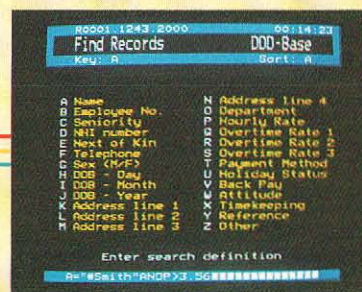 R0001.1243.2000 00:14:23
Find Records DOD-Base
Key: A Sort: A
A Name
B Employee No.
C Seniority
D NHI number
E Next of Kin
F Telephone
G Sex (M/F)
H DOB - Day
I DOB - Month
J DOB - Year
K Address line 1
L Address line 2
M Address line 3
N Address line 4
O Department
P Hourly Rate
Q Overtime Rate 1
R Overtime Rate 2
S Overtime Rate 3
T Payment Method
U Holiday Status
V Back Pay
W Attitude
X Timekeeping
Y Reference
Z Other
Enter search definition
A="#Smith"ANDP>3.56